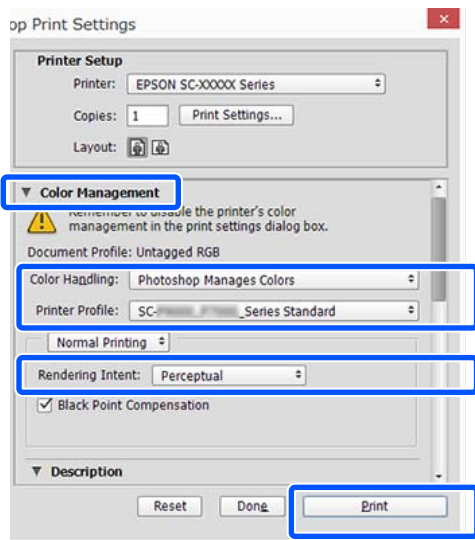 op Print Settings
Printer Setup
Printer: EPSON SC-XXXXX Series
Copies: 1 Print Settings...
Layout:
Color Management
Remember to disable the printer's color
management in the print settings dialog box.
Document Profile: Untagged RGB
Color Handling: Photoshop Manages Colors
Printer Profile: SC- _Series Standard
Normal Printing
Rendering Intent: Perceptual
Black Point Compensation
Description
Reset Done Print